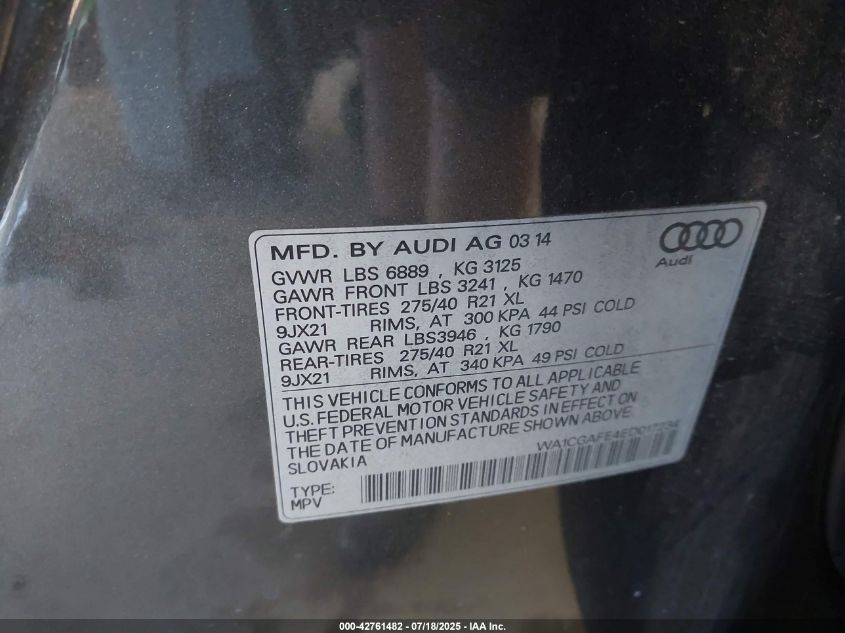 MFD. BY AUDI AG 03 14
Audi
GVWR LBS 6889 , KG 3125
GAWR FRONT LBS 3241 , KG 1470
FRONT-TIRES 275/40 R21 XL
9JX21 RIMS, AT 300 KPA 44 PSI COLD
GAWR REAR LBS3946 , KG 1790
REAR-TIRES 275/40 R21 XL
9JX21 RIMS, AT 340 KPA 49 PSI COLD
THIS VEHICLE CONFORMS TO ALL APPLICABLE
U.S. FEDERAL MOTOR VEHICLE SAFETY AND
THEFT PREVENTION STANDARDS IN EFFECT ON
THE DATE OF MANUFACTURE SHOWN ABOVE.
SLOVAKIA
WA1CGAFE4ED017234
TYPE:
MPV
000-42761482 - 07/18/2025 - IAA Inc.